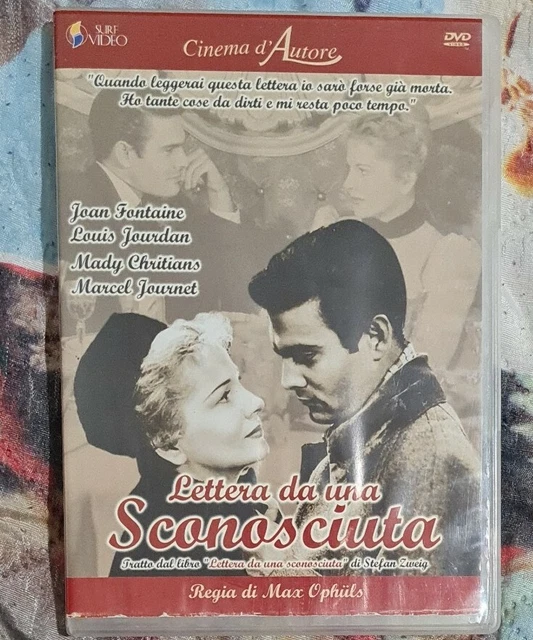 SURF
VIDEO
Cinema d'Autore
DVD
VIDEO
"Quando leggerai questa lettera io sarò forse già morta.
Ho tante cose da dirti e mi resta poco tempo."
Joan Fontaine
Louis Jourdan
Mady Chritians
Marcel Journet
Lettera da una
Sconosciuta
Tratto dal libro "Lettera da una sconosciuta" di Stefan Zweig
Regia di Max Ophüls